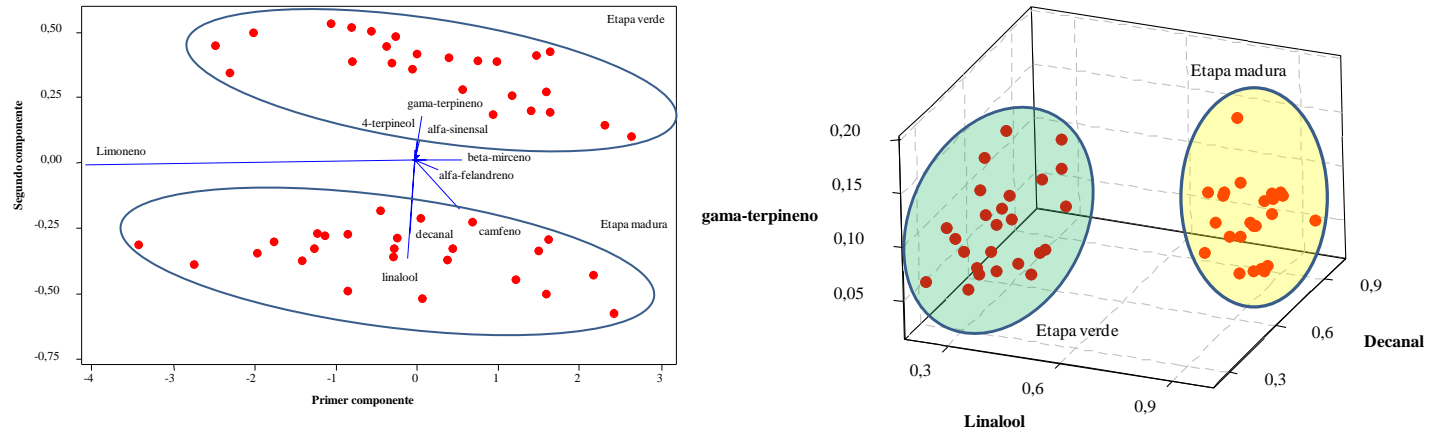 Etapa verde
0,50
0,25
0,00
-0,25
-0,50
-0,75
Segundo componente
gama-terpineno
4-terpineol
alfa-sinensal
Limoneno
beta-mirceno
alfa-felandreno
Etapa madura
decanal
camfeno
linalool
-4
-3
-2
-1
0
1
2
3
Primer componente
Etapa madura
0,20
0,15
gama-terpineno
0,10
0,05
Etapa verde
0,9
0,6
Decanal
0,3
0,3
0,6
0,9
Linalool